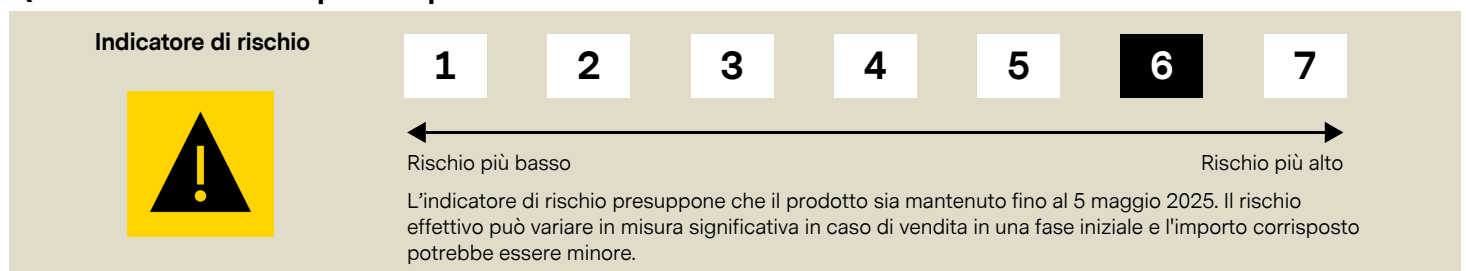 Indicatore di rischio
1 2 3 4 5 6 7
Rischio più basso Rischio più alto
L'indicatore di rischio presuppone che il prodotto sia mantenuto fino al 5 maggio 2025. Il rischio
effettivo può variare in misura significativa in caso di vendita in una fase iniziale e l'importo corrisposto
potrebbe essere minore.